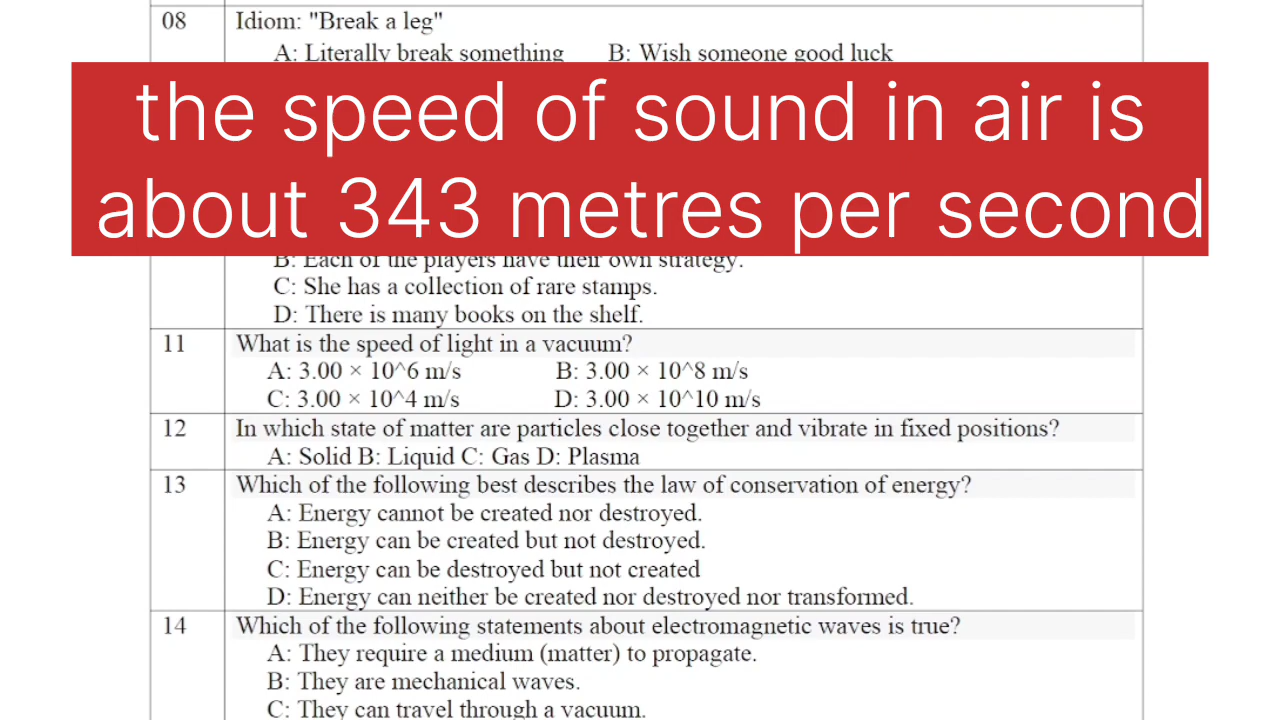 08 Idiom: "Break a leg"
A: Literally break something B: Wish someone good luck
the speed of sound in air is
about 343 metres per second
B: Each of the players have their own strategy.
C: She has a collection of rare stamps.
D: There is many books on the shelf.
11 What is the speed of light in a vacuum?
A: 3.00 × 10^6 m/s B: 3.00 × 10^8 m/s
C: 3.00 × 10^4 m/s D: 3.00 × 10^10 m/s
12 In which state of matter are particles close together and vibrate in fixed positions?
A: Solid B: Liquid C: Gas D: Plasma
13 Which of the following best describes the law of conservation of energy?
A: Energy cannot be created nor destroyed.
B: Energy can be created but not destroyed.
C: Energy can be destroyed but not created
D: Energy can neither be created nor destroyed nor transformed.
14 Which of the following statements about electromagnetic waves is true?
A: They require a medium (matter) to propagate.
B: They are mechanical waves.
C: They can travel through a vacuum.